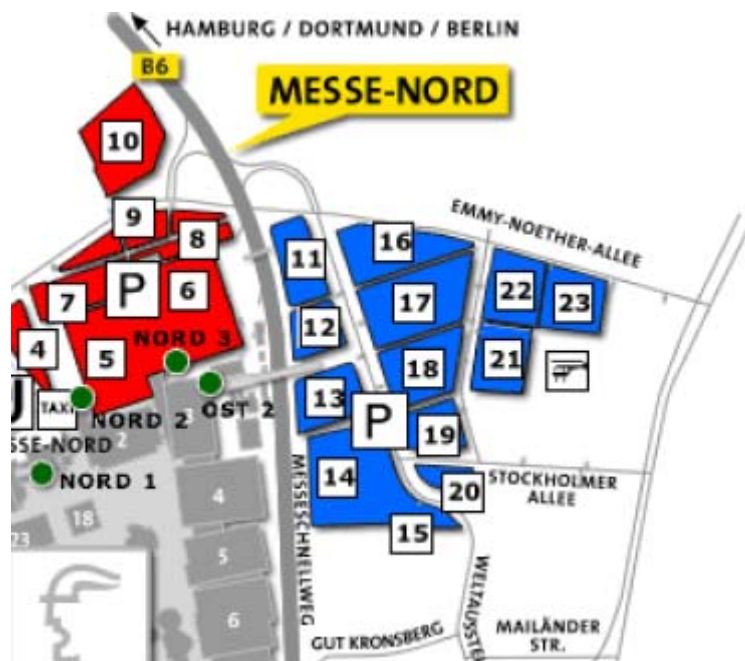 HAMBURG / DORTMUND / BERLIN
B6
MESSE-NORD
10
9
8
EMMY-NOETHER-ALLEE
16
11
22
23
P
6
7
17
12
NORD 3
4
5
18
21
TAXI
OST 2
13
P
NORD 2
19
2
3
SSE-NORD
NORD 1
14
20
STOCKHOLMER
ALLEE
4
18
15
23
5
MESSESCHNELLWEG
WELTAUSSTE
6
GUT KRONSBERG
MAILÄNDER
STR.